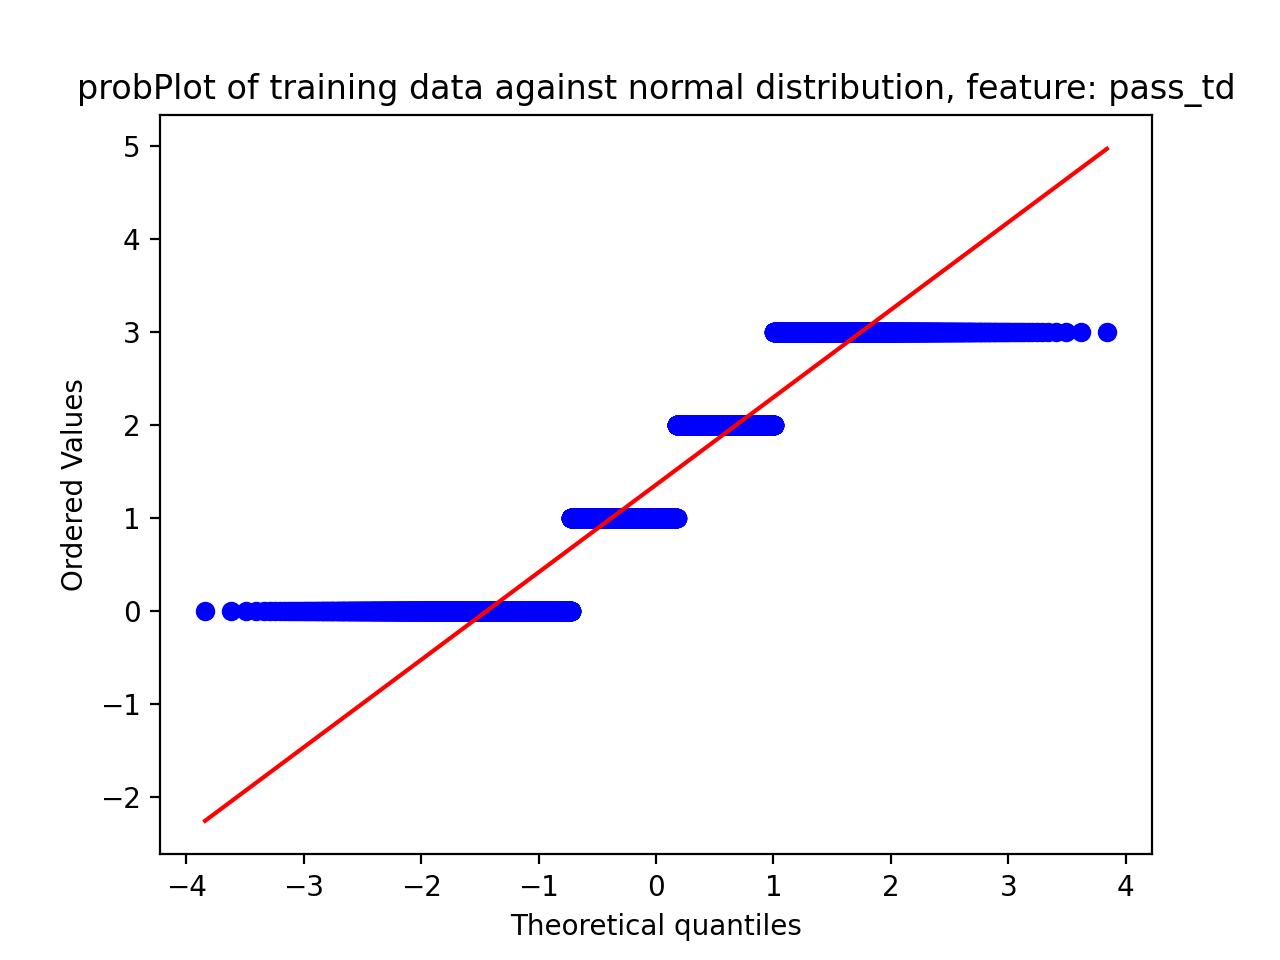 probPlot of training data against normal distribution, feature: pass_td
5
4
3
2
1
0
−1
−2
Ordered Values
−4 −3 −2 −1 0 1 2 3 4
Theoretical quantiles